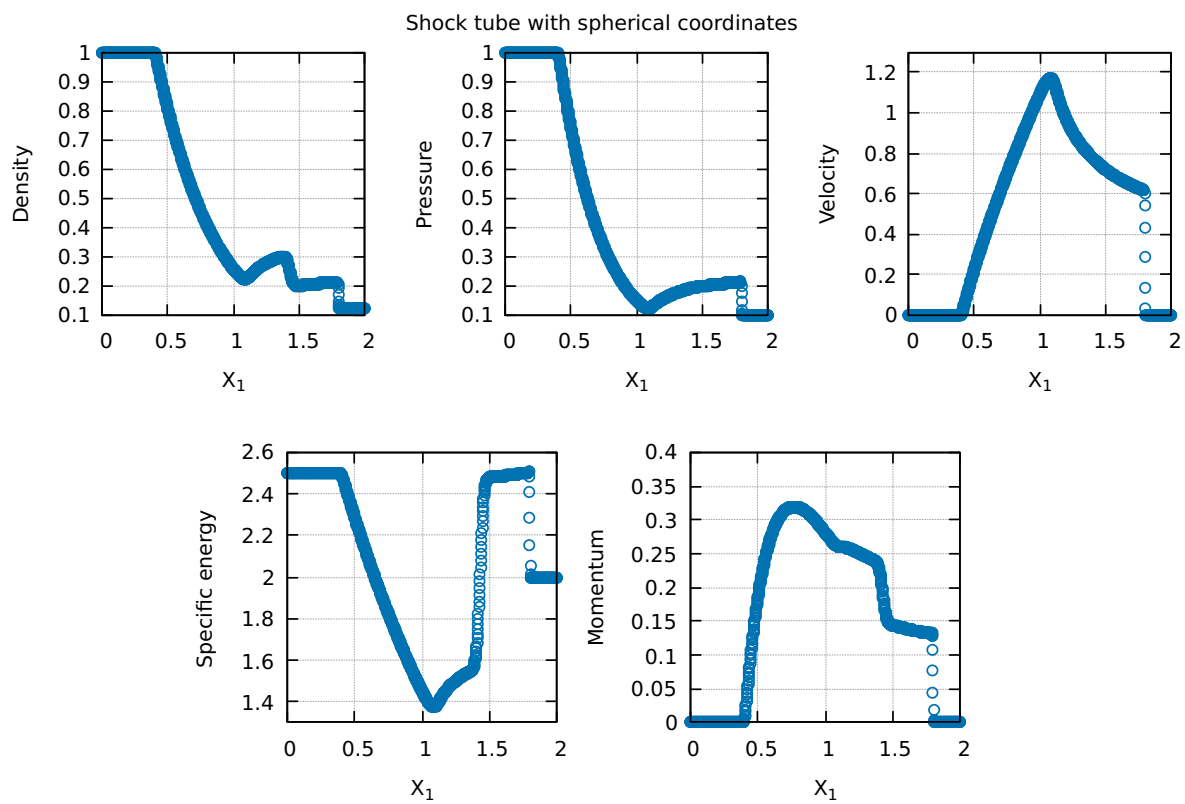 Shock tube with spherical coordinates
1
0.9
0.8
0.7
0.6
0.5
0.4
0.3
0.2
0.1
0 0.5 1 1.5 2
Density
X1
1
0.9
0.8
0.7
0.6
0.5
0.4
0.3
0.2
0.1
0 0.5 1 1.5 2
Pressure
X1
1.2
1
0.8
0.6
0.4
0.2
0
0 0.5 1 1.5 2
Velocity
X1
2.6
2.4
2.2
2
1.8
1.6
1.4
0 0.5 1 1.5 2
Specific energy
X1
0.4
0.35
0.3
0.25
0.2
0.15
0.1
0.05
0
0 0.5 1 1.5 2
Momentum
X1